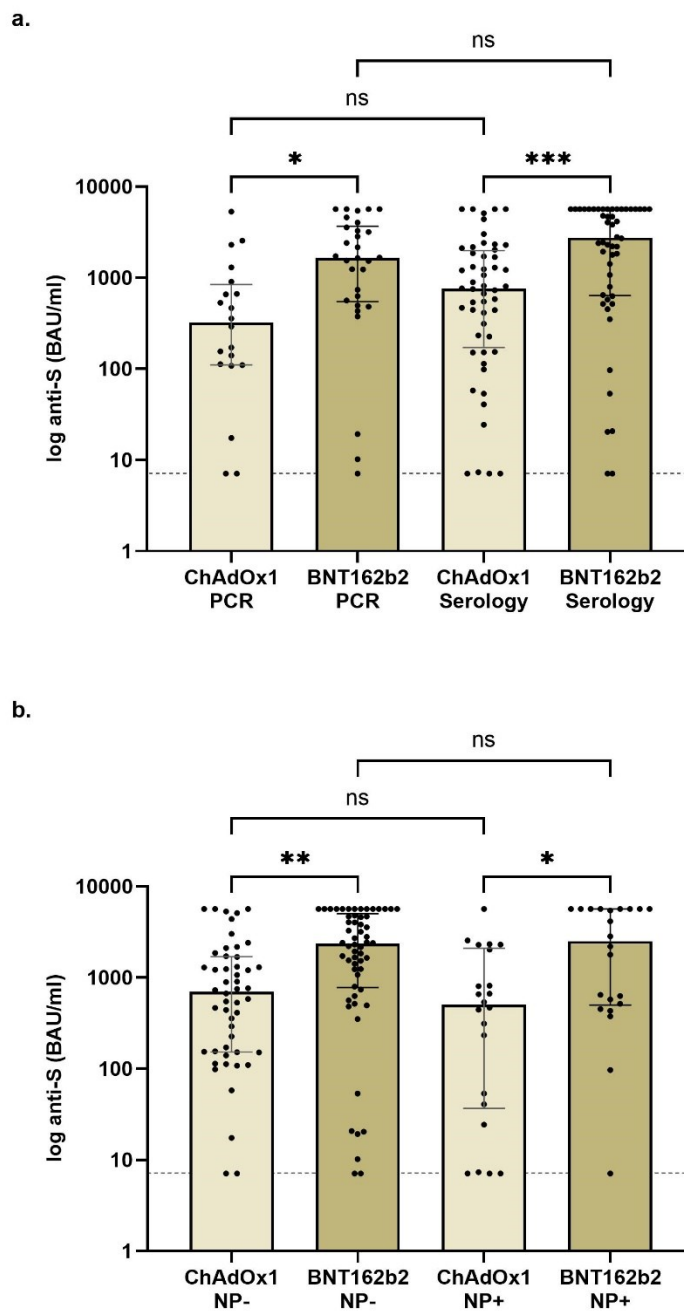 a.
ns
ns
* ***
10000
1000
100
10
1
log anti-S (BAU/ml)
ChAdOx1 BNT162b2 ChAdOx1 BNT162b2
PCR PCR Serology Serology
b.
ns
ns
** *
10000
1000
100
10
1
log anti-S (BAU/ml)
ChAdOx1 BNT162b2 ChAdOx1 BNT162b2
NP- NP- NP+ NP+